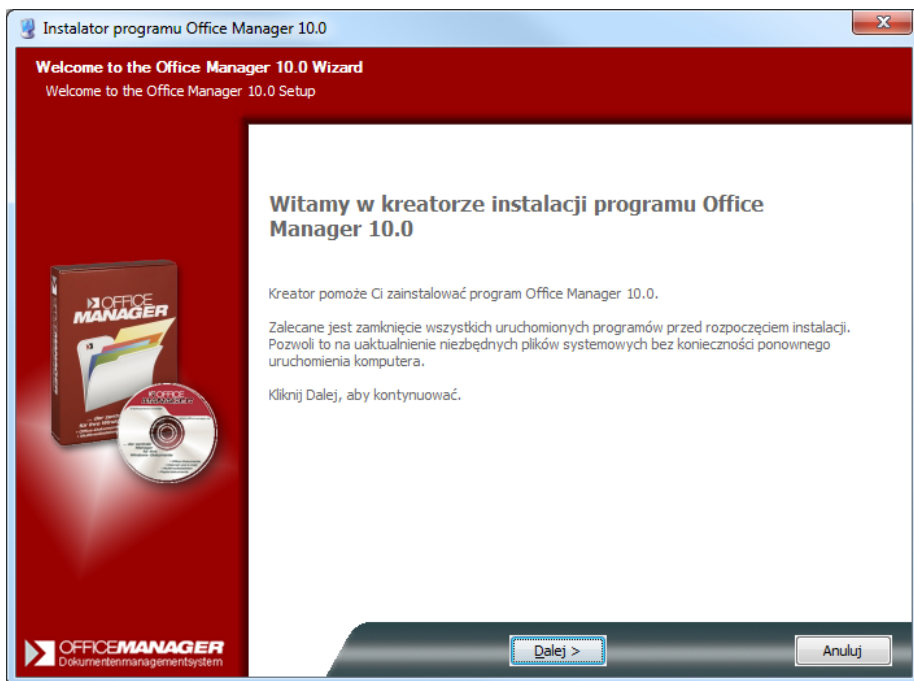 Instalator programu Office Manager 10.0
X
Welcome to the Office Manager 10.0 Wizard
Welcome to the Office Manager 10.0 Setup
Witamy w kreatorze instalacji programu Office
Manager 10.0
Kreator pomoże Ci zainstalować program Office Manager 10.0.
Zalecane jest zamknięcie wszystkich uruchomionych programów przed rozpoczęciem instalacji.
Pozwoli to na uaktualnienie niezbędnych plików systemowych bez konieczności ponownego
uruchomienia komputera.
Kliknij Dalej, aby kontynuować.
OFFICE
MANAGER
OFFICE
MANAGER
OFFICEMANAGER
Dokumentenmanagementsystem
Dalej >
Anuluj